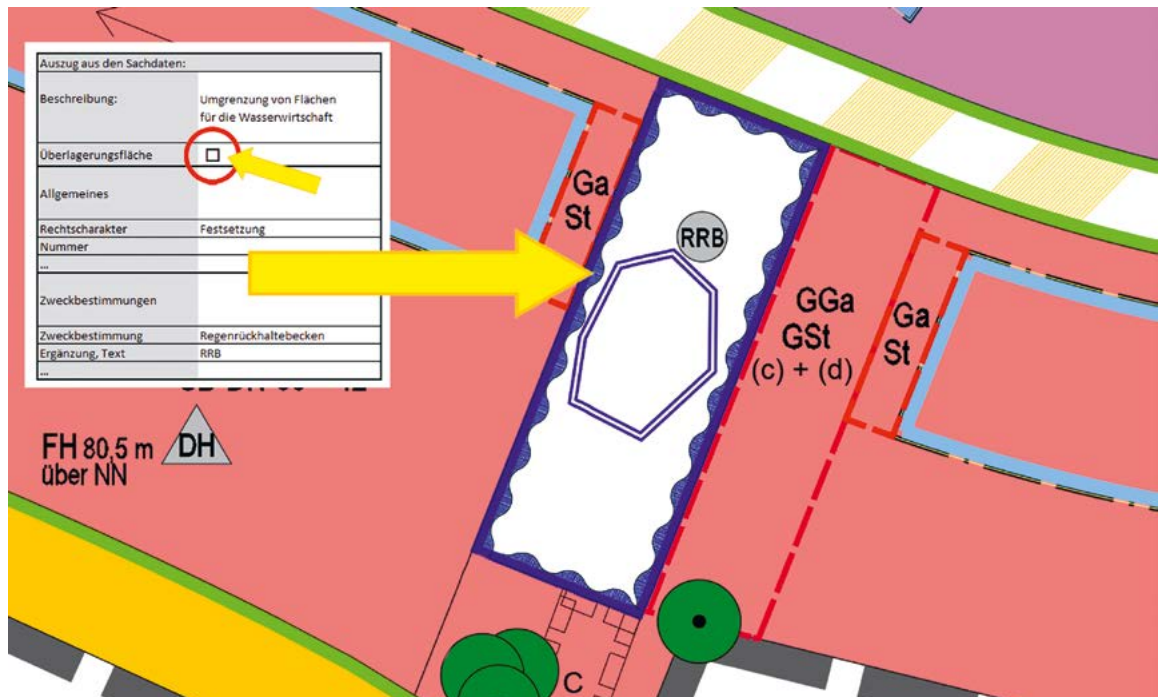 Auszug aus den Sachdaten:
Beschreibung: Umgrenzung von Flächen
für die Wasserwirtschaft
Überlagerungsfläche
Allgemeines
Rechtscharakter Festsetzung
Nummer
...
Zweckbestimmungen
Zweckbestimmung Regenrückhaltebecken
Ergänzung, Text RRB
...
Ga
St
RRB
GGa
GSt
(c) + (d)
Ga
St
FH 80,5 m
über NN
DH
C